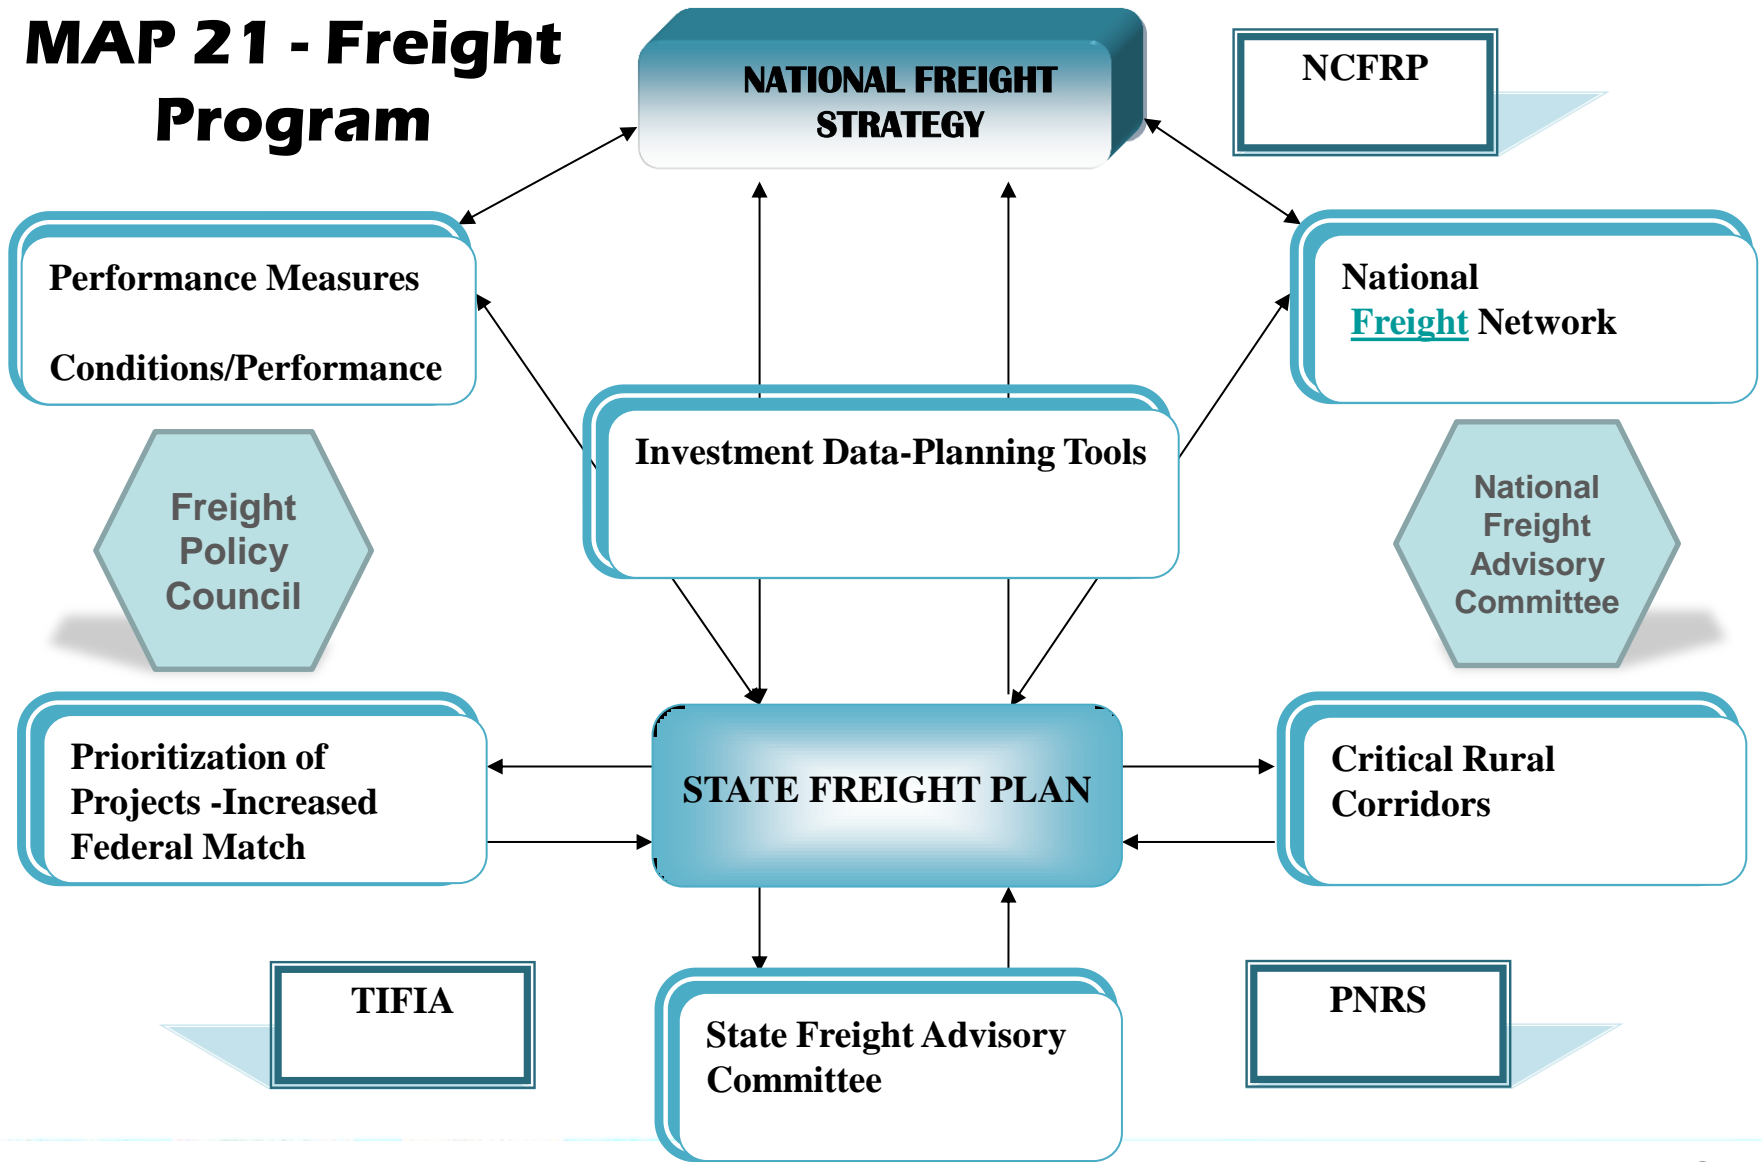 MAP 21 - Freight
Program
NATIONAL FREIGHT
STRATEGY
NCFRP
Performance Measures
Conditions/Performance
National
Freight Network
Investment Data-Planning Tools
Freight
Policy
Council
National
Freight
Advisory
Committee
Prioritization of
Projects -Increased
Federal Match
STATE FREIGHT PLAN
Critical Rural
Corridors
TIFIA
State Freight Advisory
Committee
PNRS